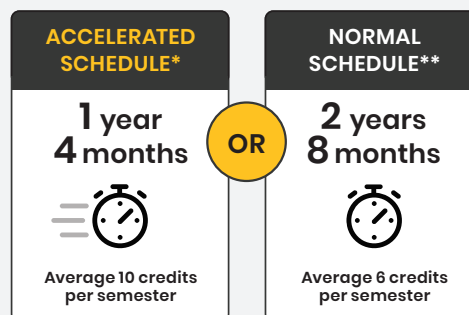 ACCELERATED
SCHEDULE*
1 year
4 months
Average 10 credits
per semester
OR
NORMAL
SCHEDULE**
2 years
8 months
Average 6 credits
per semester